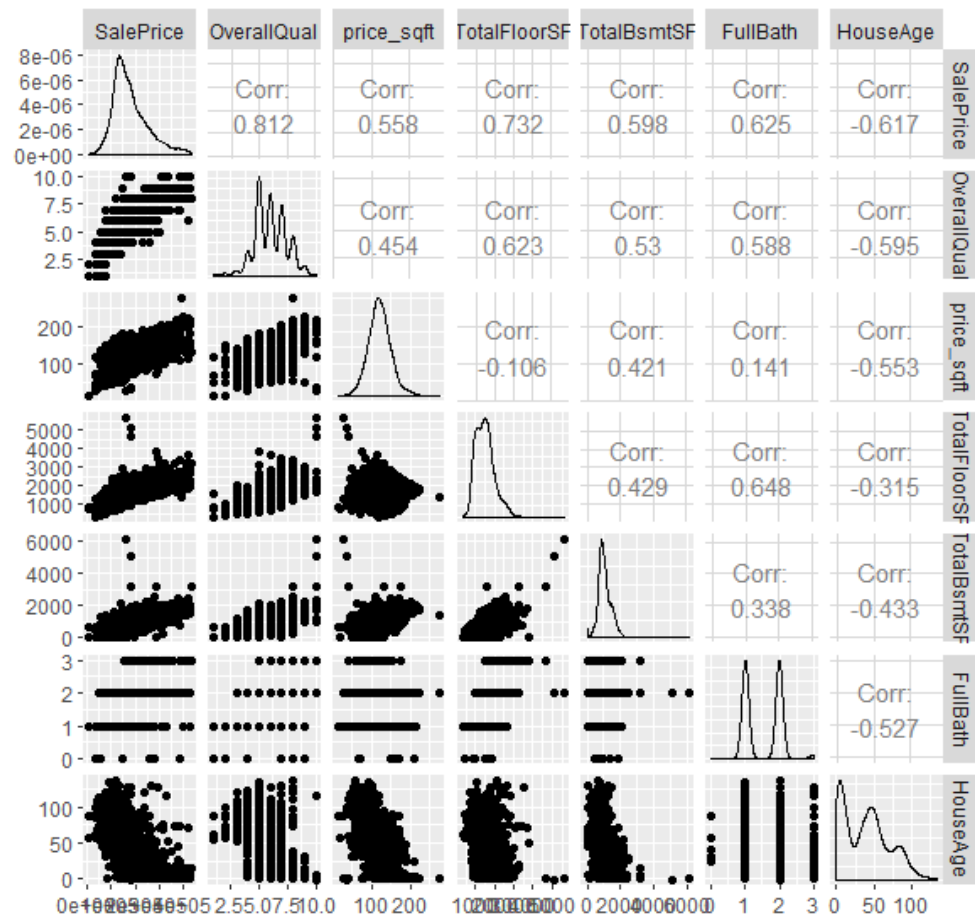 SalePrice OverallQual price_sqft TotalFloorSF TotalBsmtSF FullBath HouseAge
8e-06
6e-06
4e-06
2e-06
0e+00
Corr:
0.812
Corr:
0.558
Corr:
0.732
Corr:
0.598
Corr:
0.625
Corr:
-0.617
SalePrice
10.0
7.5
5.0
2.5
Corr:
0.454
Corr:
0.623
Corr:
0.53
Corr:
0.588
Corr:
-0.595
OverallQual
200
100
Corr:
-0.106
Corr:
0.421
Corr:
0.141
Corr:
-0.553
price_sqft
5000
4000
3000
2000
1000
Corr:
0.429
Corr:
0.648
Corr:
-0.315
TotalFloorSF
6000
4000
2000
0
Corr:
0.338
Corr:
-0.433
TotalBsmtSF
3
2
1
0
Corr:
-0.527
FullBath
100
50
0
HouseAge
2.5 5.0 7.5 10.0
100 200
0 2000 4000 6000
0 1 2 3
0 50 100